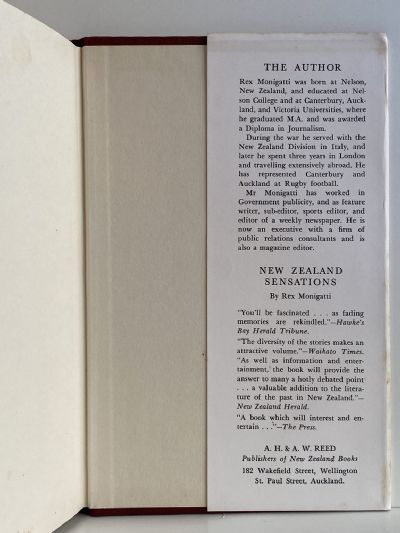 THE AUTHOR
Rex Monigatti was born at Nelson,
New Zealand, and educated at Nel-
son College and at Canterbury, Auck-
land, and Victoria Universities, where
he graduated M.A. and was awarded
a Diploma in Journalism.
During the war he served with the
New Zealand Division in Italy, and
later he spent three years in London
and travelling extensively abroad. He
has represented Canterbury and
Auckland at Rugby football.
Mr Monigatti has worked in
Government publicity, and as feature
writer, sub-editor, sports editor, and
editor of a weekly newspaper. He is
now an executive with a firm of
public relations consultants and is
also a magazine editor.
NEW ZEALAND
SENSATIONS
By Rex Monigatti
"You'll be fascinated . . . as fading
memories are rekindled."—Hawke's
Bay Herald Tribune.
"The diversity of the stories makes an
attractive volume."—Waikato Times.
"As well as information and enter-
tainment, the book will provide the
answer to many a hotly debated point
. . . a valuable addition to the litera-
ture of the past in New Zealand."—
New Zealand Herald.
"A book which will interest and en-
tertain . . ."—The Press.
A. H. & A. W. REED
Publishers of New Zealand Books
182 Wakefield Street, Wellington
St. Paul Street, Auckland.